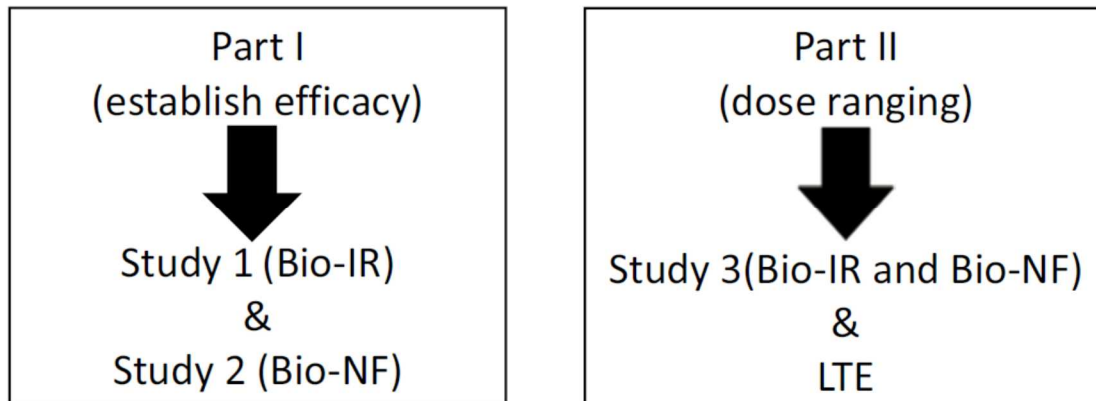 Part I
(establish efficacy)
Study 1 (Bio-IR)
&
Study 2 (Bio-NF)
Part II
(dose ranging)
Study 3(Bio-IR and Bio-NF)
&
LTE